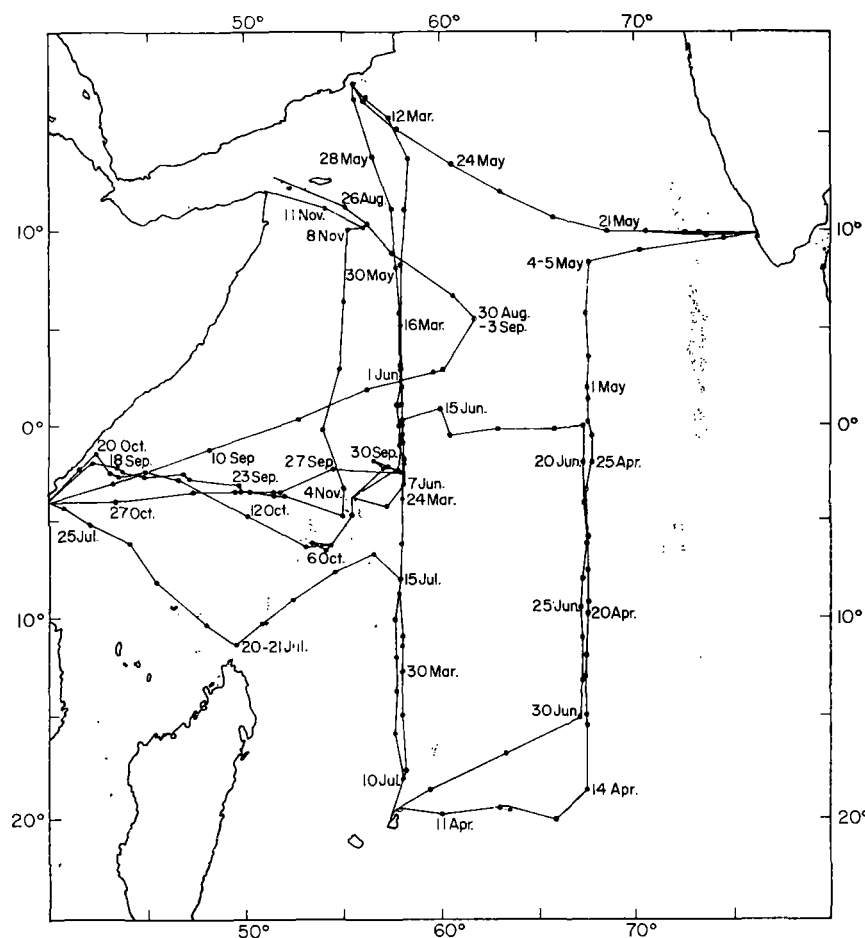 50° 60° 70°
12 Mar.
28 May 24 May
26 Aug.
11 Nov. 21 May
10° 8 Nov. 10°
4-5 May
30 May
16 Mar. 30 Aug.
-3 Sep.
1 Jun. 1 May
15 Jun.
0° 0°
20 Oct.
18 Sep. 10 Sep. 27 Sep. 30 Sep. 20 Jun. 25 Apr.
23 Sep. 7 Jun.
4 Nov. 24 Mar.
27 Oct. 12 Oct.
25 Jul. 6 Oct.
15 Jul.
25 Jun. 20 Apr.
10° 10°
20-21 Jul.
30 Mar.
30 Jun.
10 Jul. 14 Apr.
20° 11 Apr. 20°
50° 60° 70°